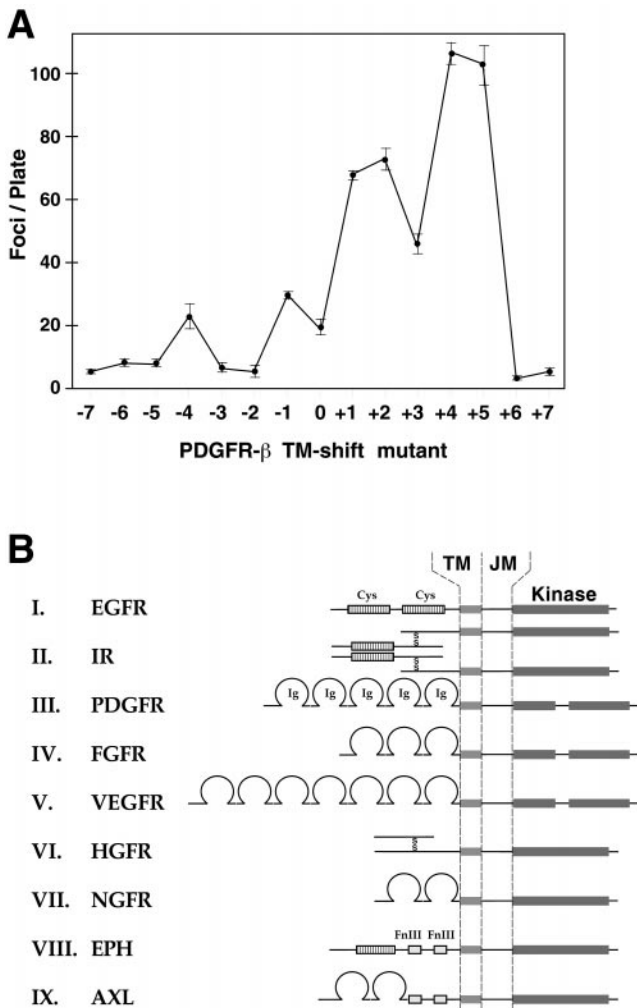 A
Foci / Plate
100
80
60
40
20
0
-7 -6 -5 -4 -3 -2 -1 0 +1 +2 +3 +4 +5 +6 +7
PDGFR-β TM-shift mutant
B
TM JM
Kinase
I. EGFR Cys Cys
II. IR S S S S
III. PDGFR Ig Ig Ig Ig Ig
IV. FGFR
V. VEGFR
VI. HGFR S S
VII. NGFR
VIII. EPH FnIII FnIII
IX. AXL